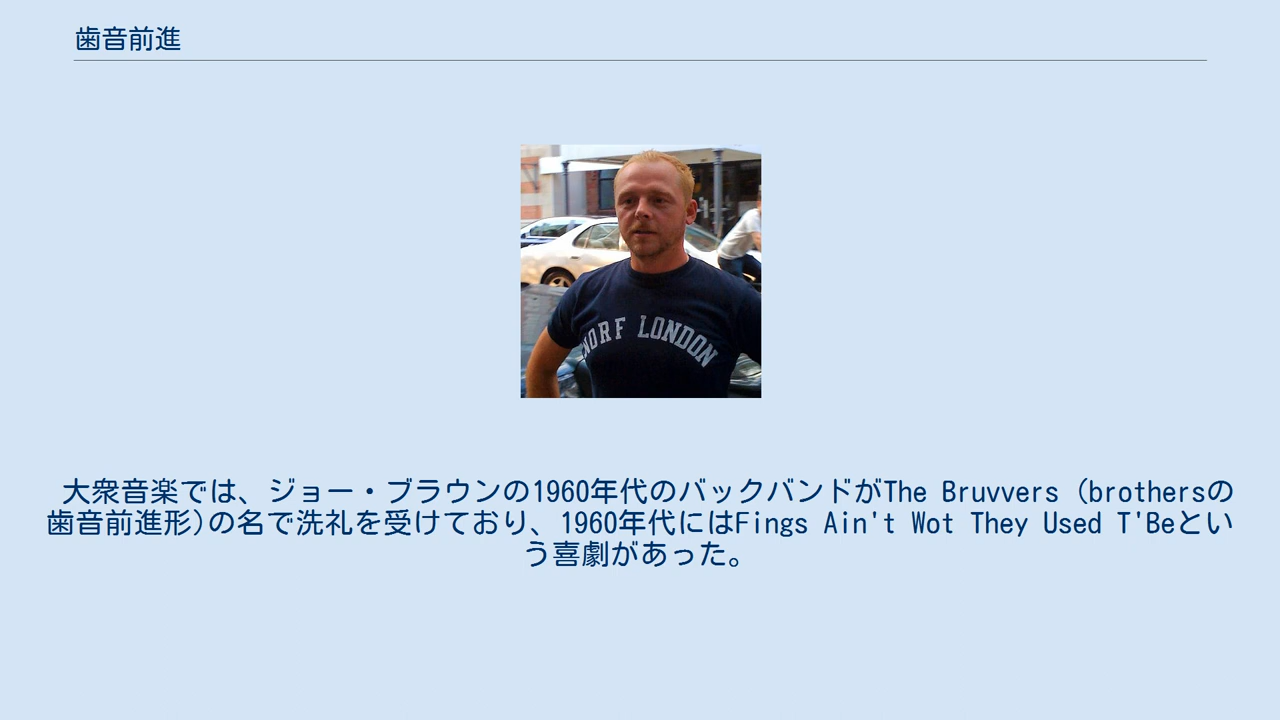 歯音前進
NORF LONDON
大衆音楽では、ジョー・ブラウンの1960年代のバックバンドがThe Bruvvers (brothersの
歯音前進形)の名で洗礼を受けており、1960年代にはFings Ain't Wot They Used T'Beとい
う喜劇があった。